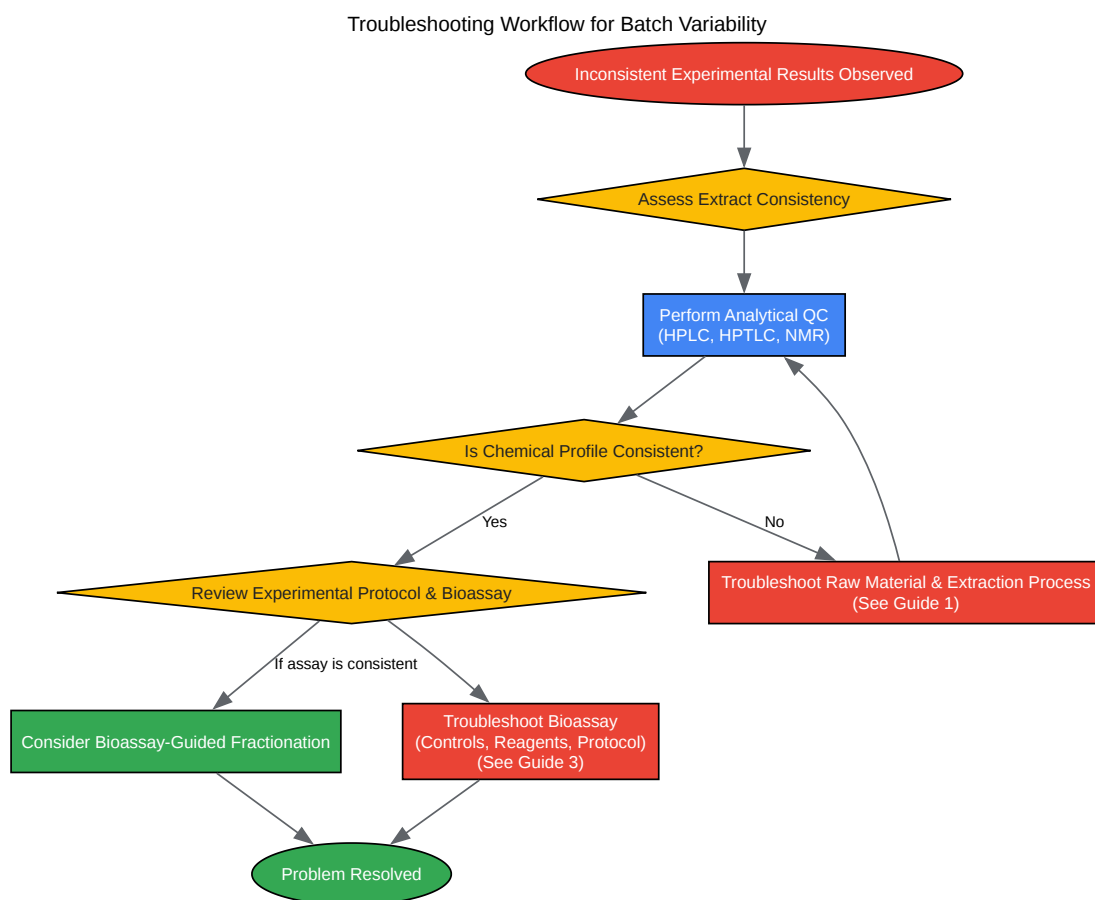 Troubleshooting Workflow for Batch Variability
Inconsistent Experimental Results Observed
Assess Extract Consistency
Perform Analytical QC
(HPLC, HPTLC, NMR)
Is Chemical Profile Consistent?
Yes
No
Review Experimental Protocol & Bioassay
Troubleshoot Raw Material & Extraction Process
(See Guide 1)
If assay is consistent
Consider Bioassay-Guided Fractionation
Troubleshoot Bioassay
(Controls, Reagents, Protocol)
(See Guide 3)
Problem Resolved